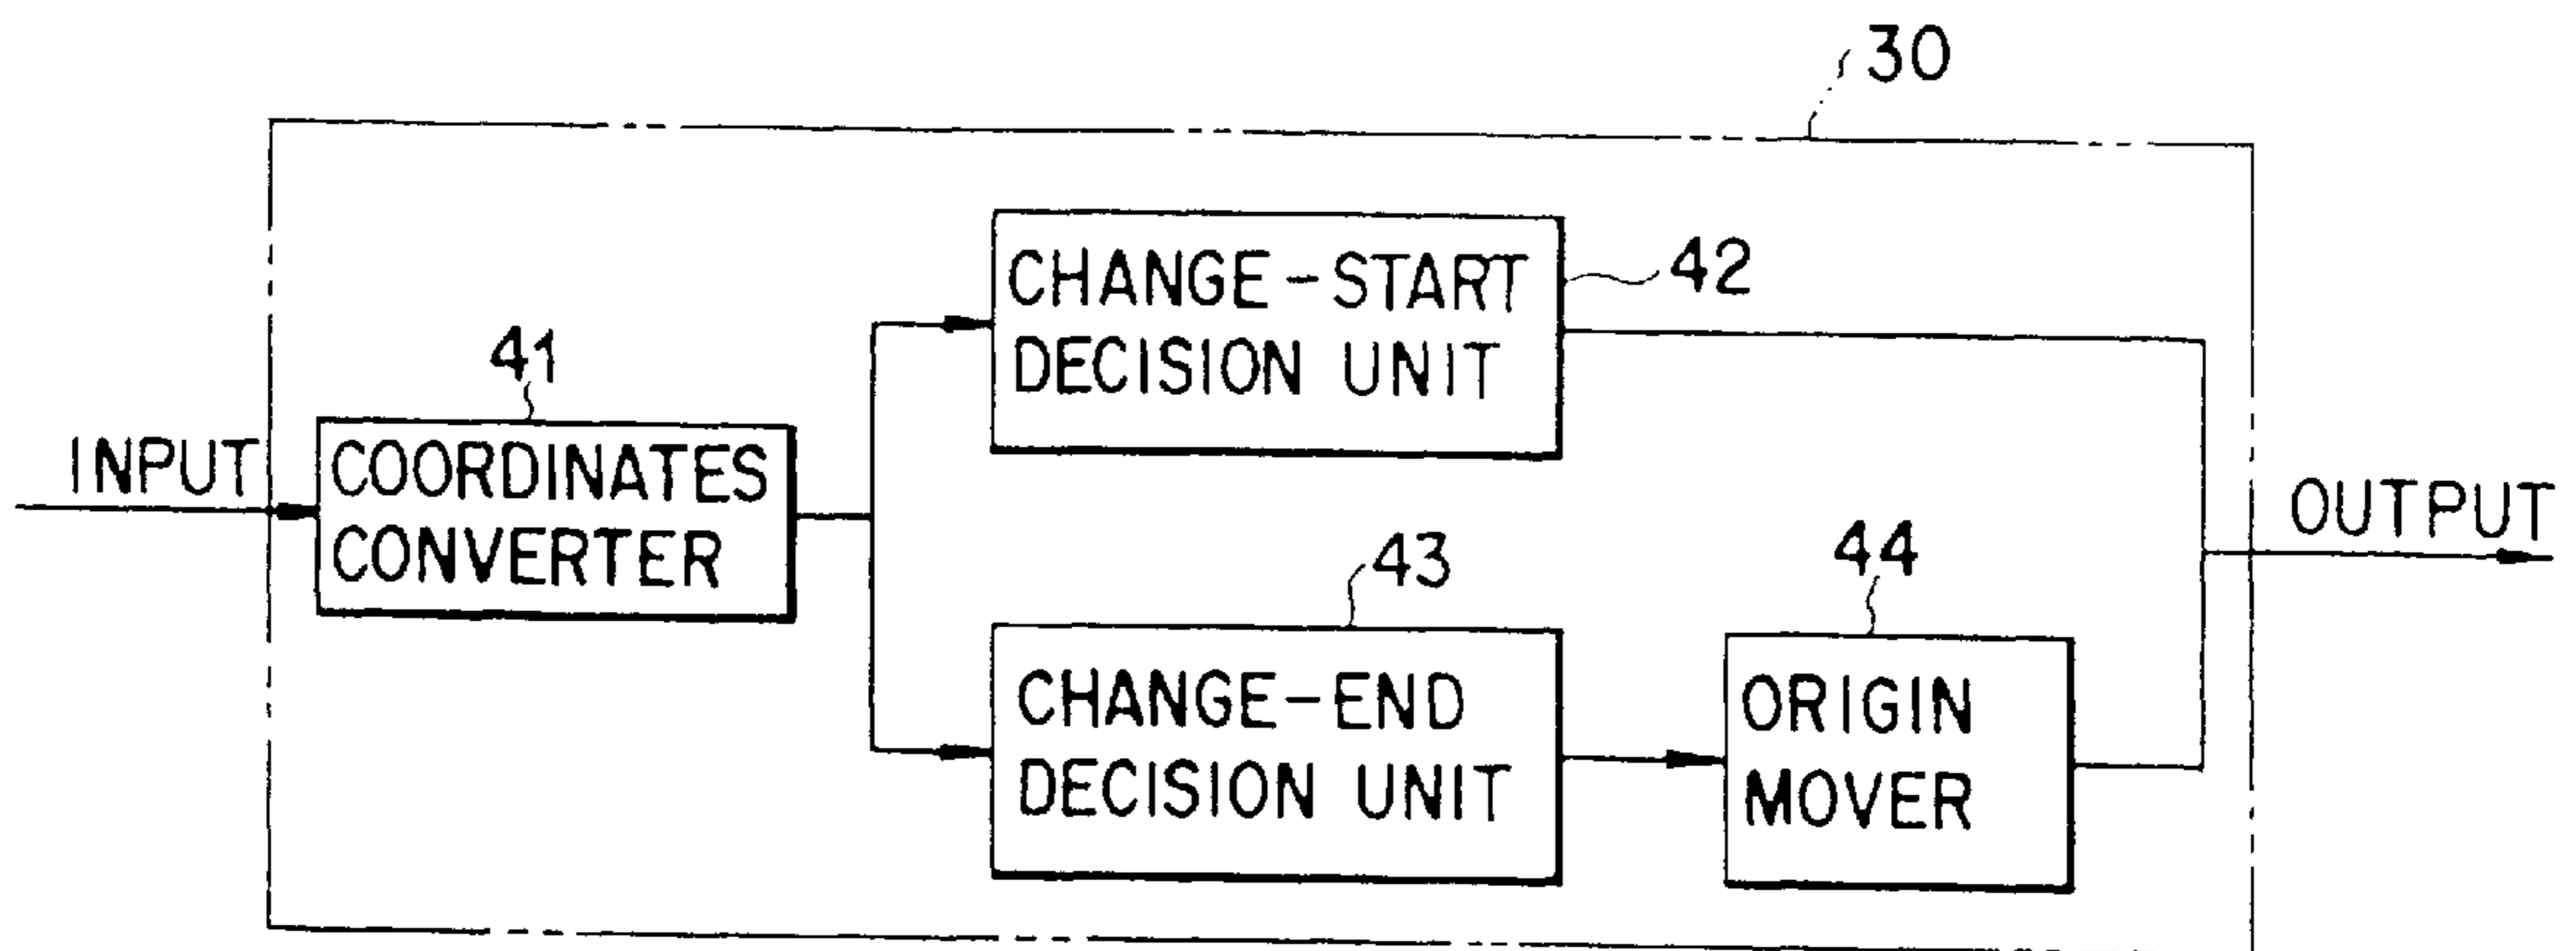 30
CHANGE-START
DECISION UNIT
42
41
INPUT
COORDINATES
CONVERTER
OUTPUT
43
44
CHANGE-END
DECISION UNIT
ORIGIN
MOVER